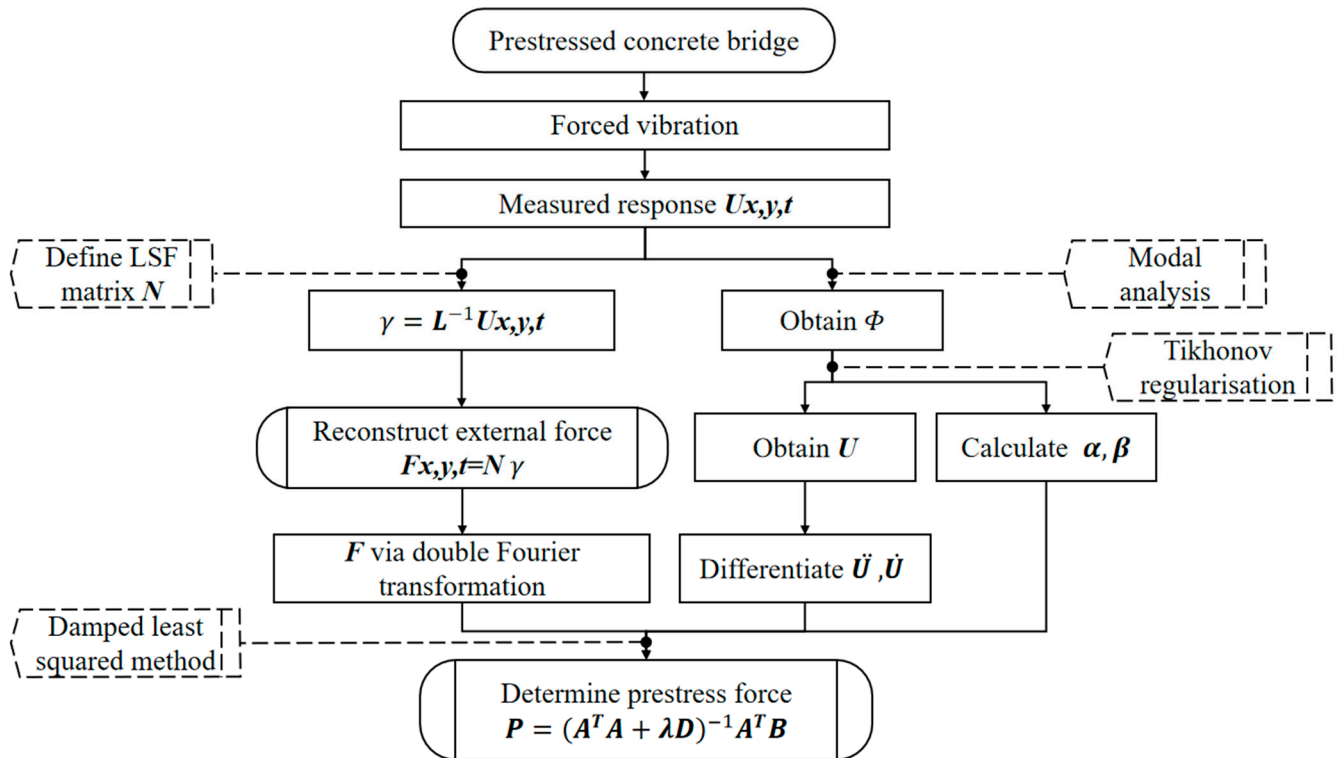 Prestressed concrete bridge
Forced vibration
Measured response Ux,y,t
Define LSF
matrix N
Modal
analysis
γ = L⁻¹Ux,y,t
Obtain Φ
Tikhonov
regularisation
Reconstruct external force
Fx,y,t=N γ
Obtain U
Calculate α, β
F via double Fourier
transformation
Differentiate Ü ,U̇
Damped least
squared method
Determine prestress force
P = (AᵀA + λD)⁻¹AᵀB